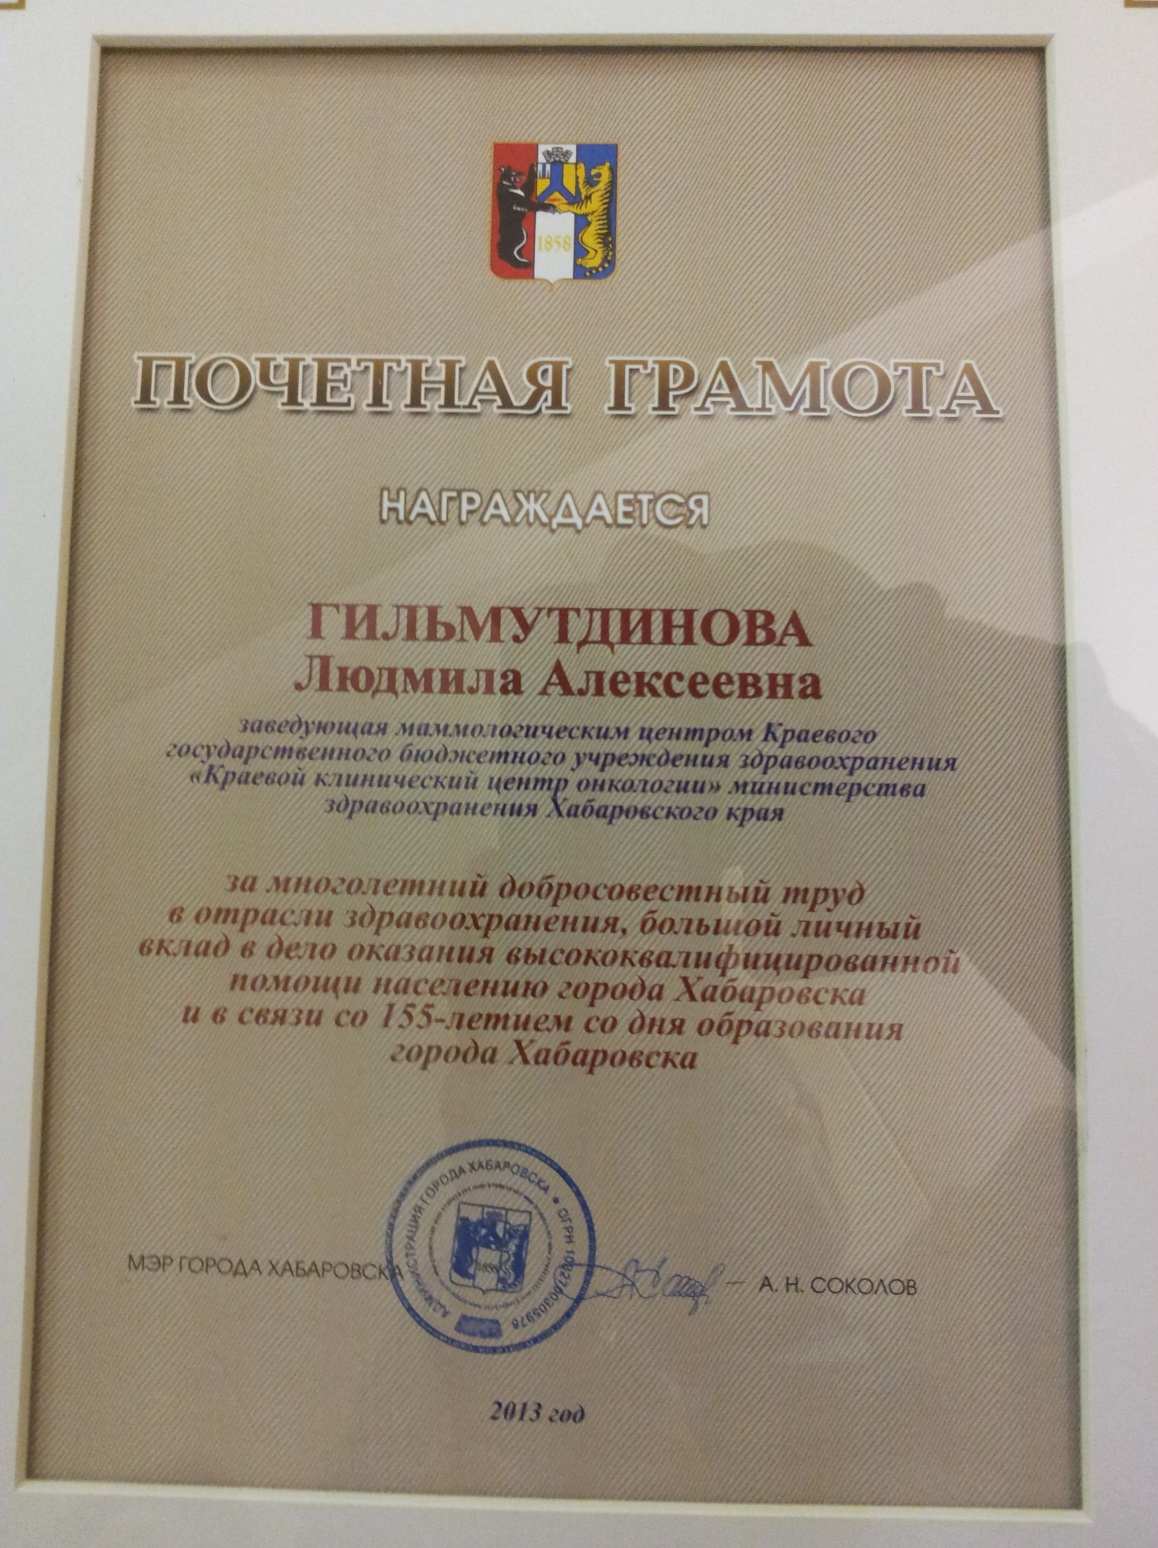 1858
ПОЧЕТНАЯ ГРАМОТА
НАГРАЖДАЕТСЯ
ГИЛЬМУТДИНОВА
Людмила Алексеевна
заведующая маммологическим центром Краевого
государственного бюджетного учреждения здравоохранения
«Краевой клинический центр онкологии» министерства
здравоохранения Хабаровского края
за многолетний добросовестный труд
в отрасли здравоохранения, большой личный
вклад в дело оказания высококвалифицированной
помощи населению города Хабаровска
и в связи со 155-летием со дня образования
города Хабаровска
МЭР ГОРОДА ХАБАРОВСКА
АДМИНИСТРАЦИЯ ГОРОДА ХАБАРОВСКА • ОГРН
1858
А. Н. СОКОЛОВ
2013 год